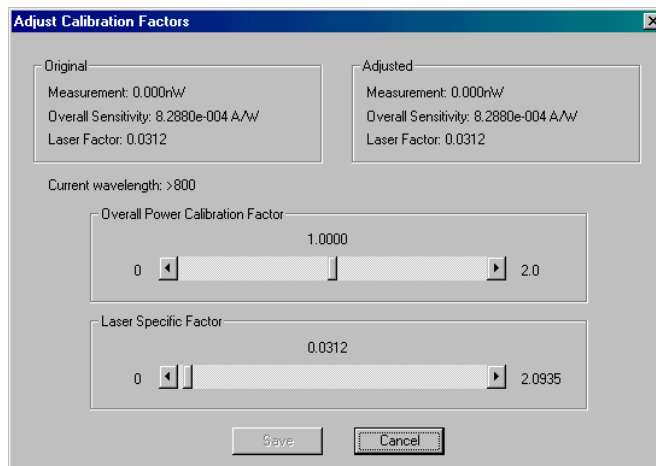 Adjust Calibration Factors
Original
Measurement: 0.000nW
Overall Sensitivity: 8.2880e-004 A/W
Laser Factor: 0.0312
Adjusted
Measurement: 0.000nW
Overall Sensitivity: 8.2880e-004 A/W
Laser Factor: 0.0312
Current wavelength: >800
Overall Power Calibration Factor
1.0000
0 2.0
Laser Specific Factor
0.0312
0 2.0935
Save Cancel